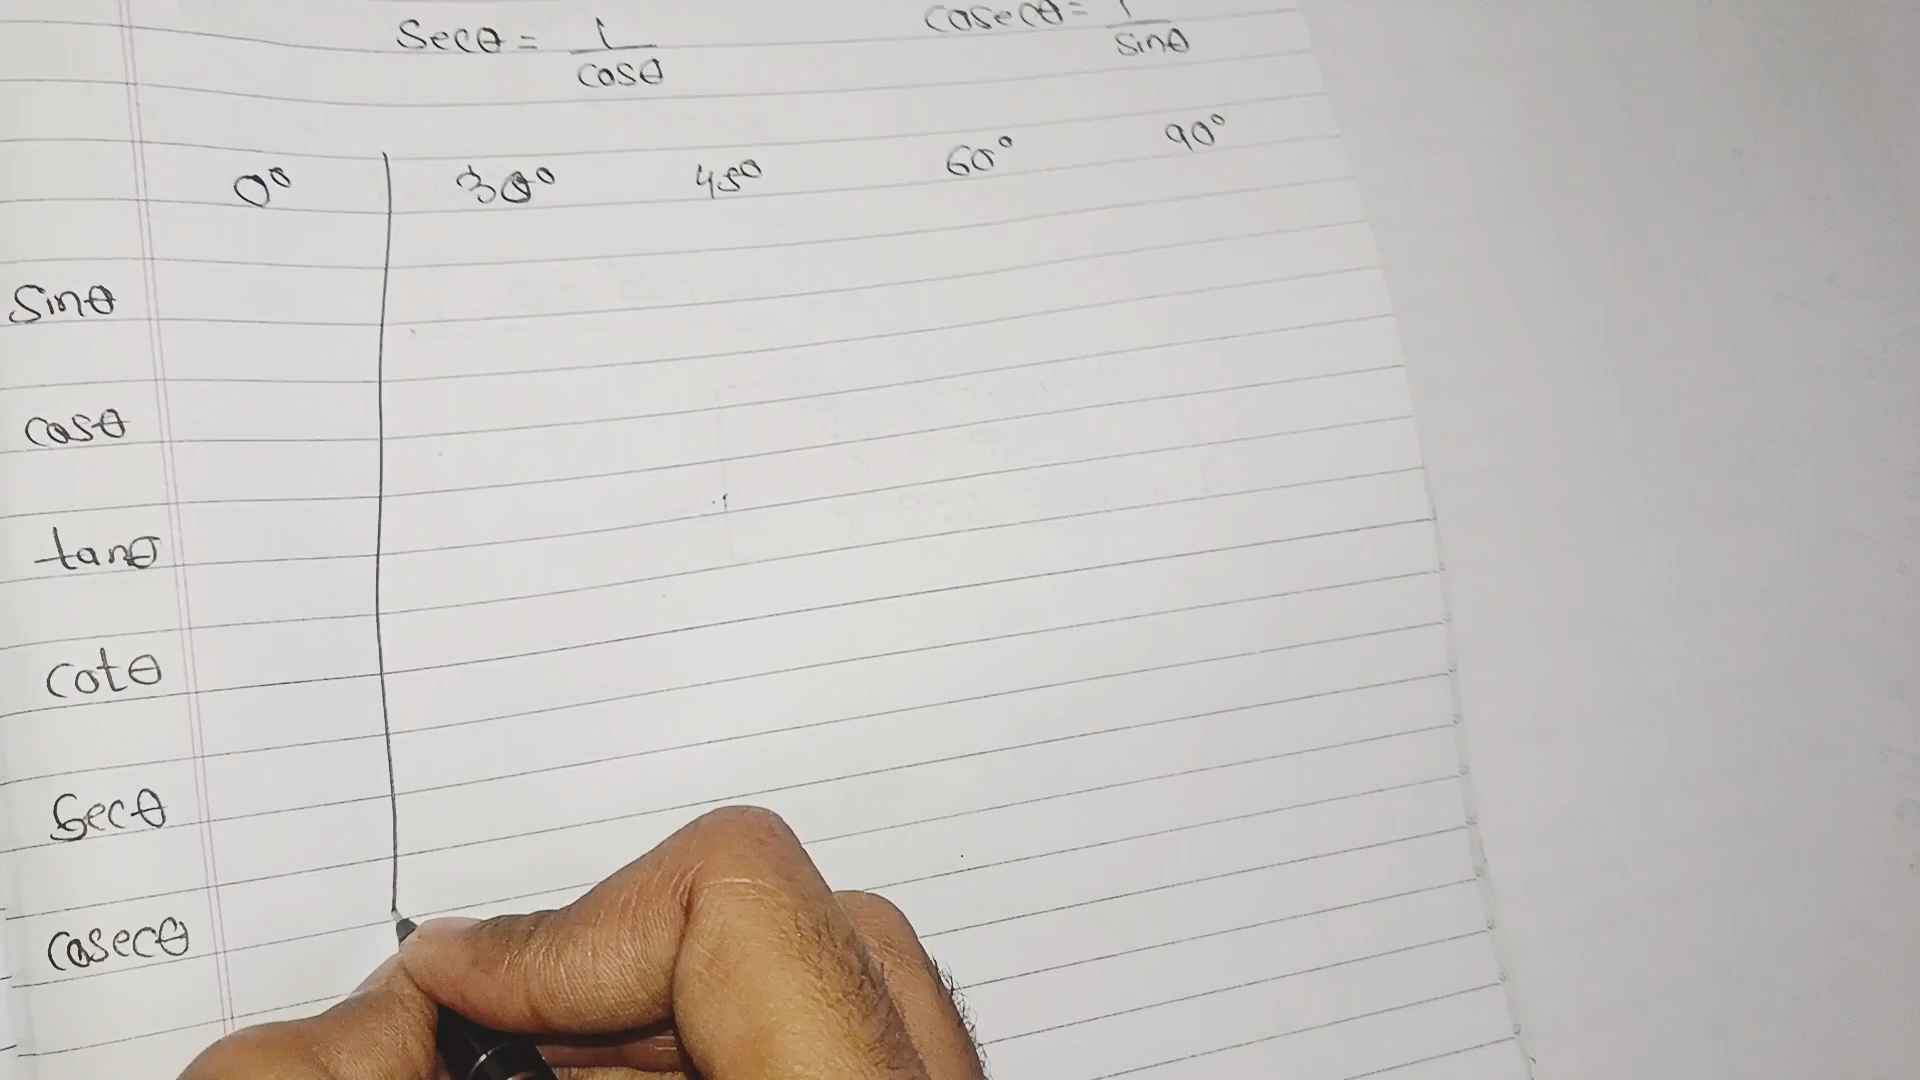 Secθ = 1/cosθ cosecθ = 1/sinθ
0° 30° 45° 60° 90°
Sinθ
cosθ
tanθ
cotθ
Secθ
cosecθ